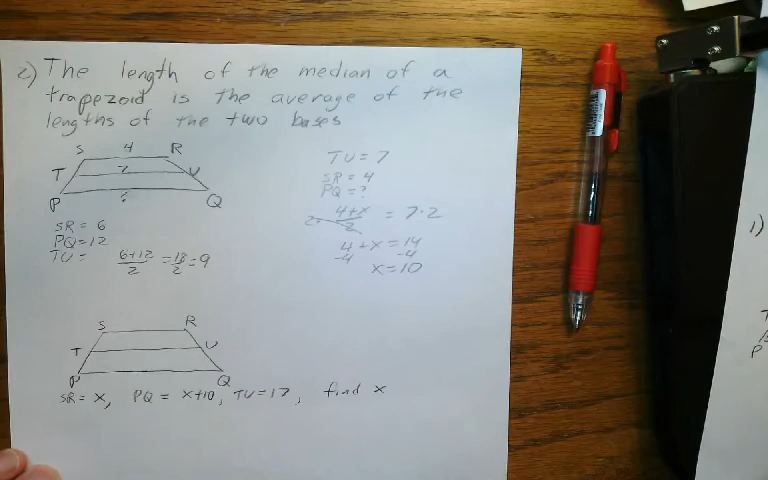 2) The length of the median of a
trapezoid is the average of the
lengths of the two bases
S 4 R
T 7 U
P ? Q
SR = 6
PQ = 12
TU = 6+12/2 = 18/2 = 9
TU = 7
SR = 4
PQ = ?
2· 4+x/2 = 7·2
4+x = 14
-4 -4
x = 10
S R
T U
P Q
SR = x, PQ = x+10, TU = 17, find x
1)
P